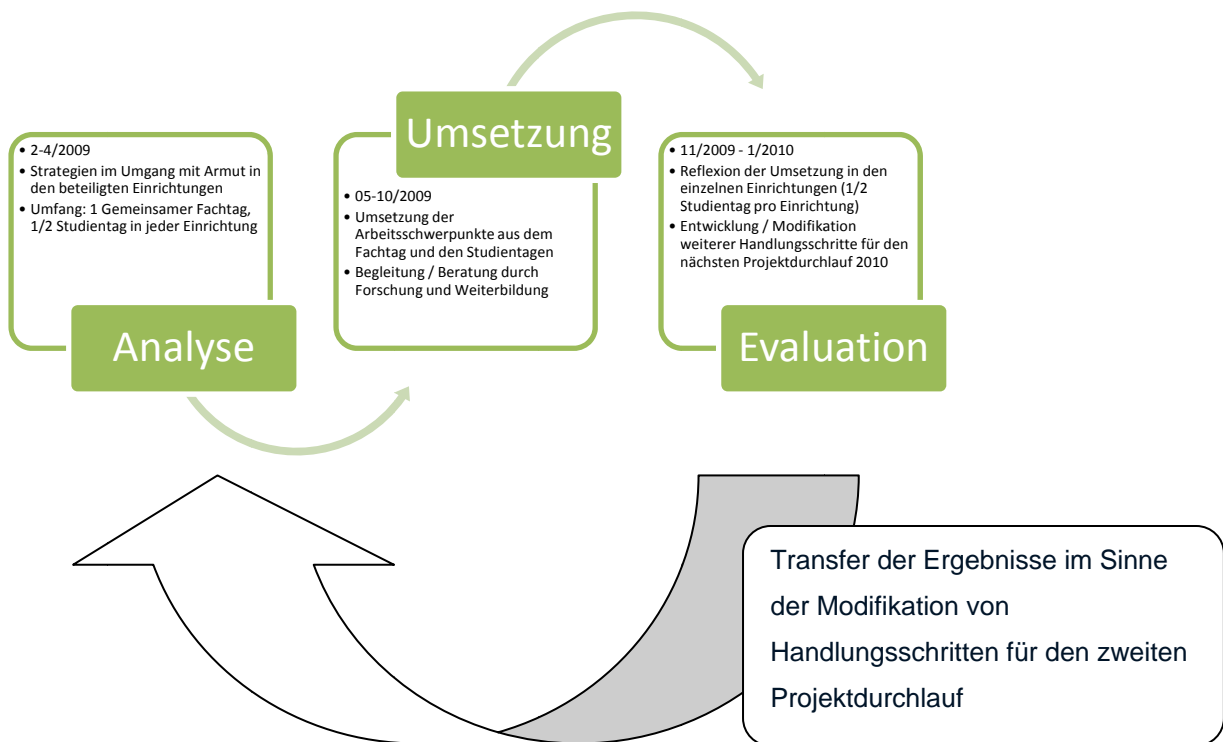 • 2-4/2009
• Strategien im Umgang mit Armut in
den beteiligten Einrichtungen
• Umfang: 1 Gemeinsamer Fachtag,
1/2 Studientag in jeder Einrichtung
Analyse
Umsetzung
• 05-10/2009
• Umsetzung der
Arbeitsschwerpunkte aus dem
Fachtag und den Studientagen
• Begleitung / Beratung durch
Forschung und Weiterbildung
• 11/2009 - 1/2010
• Reflexion der Umsetzung in den
einzelnen Einrichtungen (1/2
Studientag pro Einrichtung)
• Entwicklung / Modifikation
weiterer Handlungsschritte für den
nächsten Projektdurchlauf 2010
Evaluation
Transfer der Ergebnisse im Sinne
der Modifikation von
Handlungsschritten für den zweiten
Projektdurchlauf